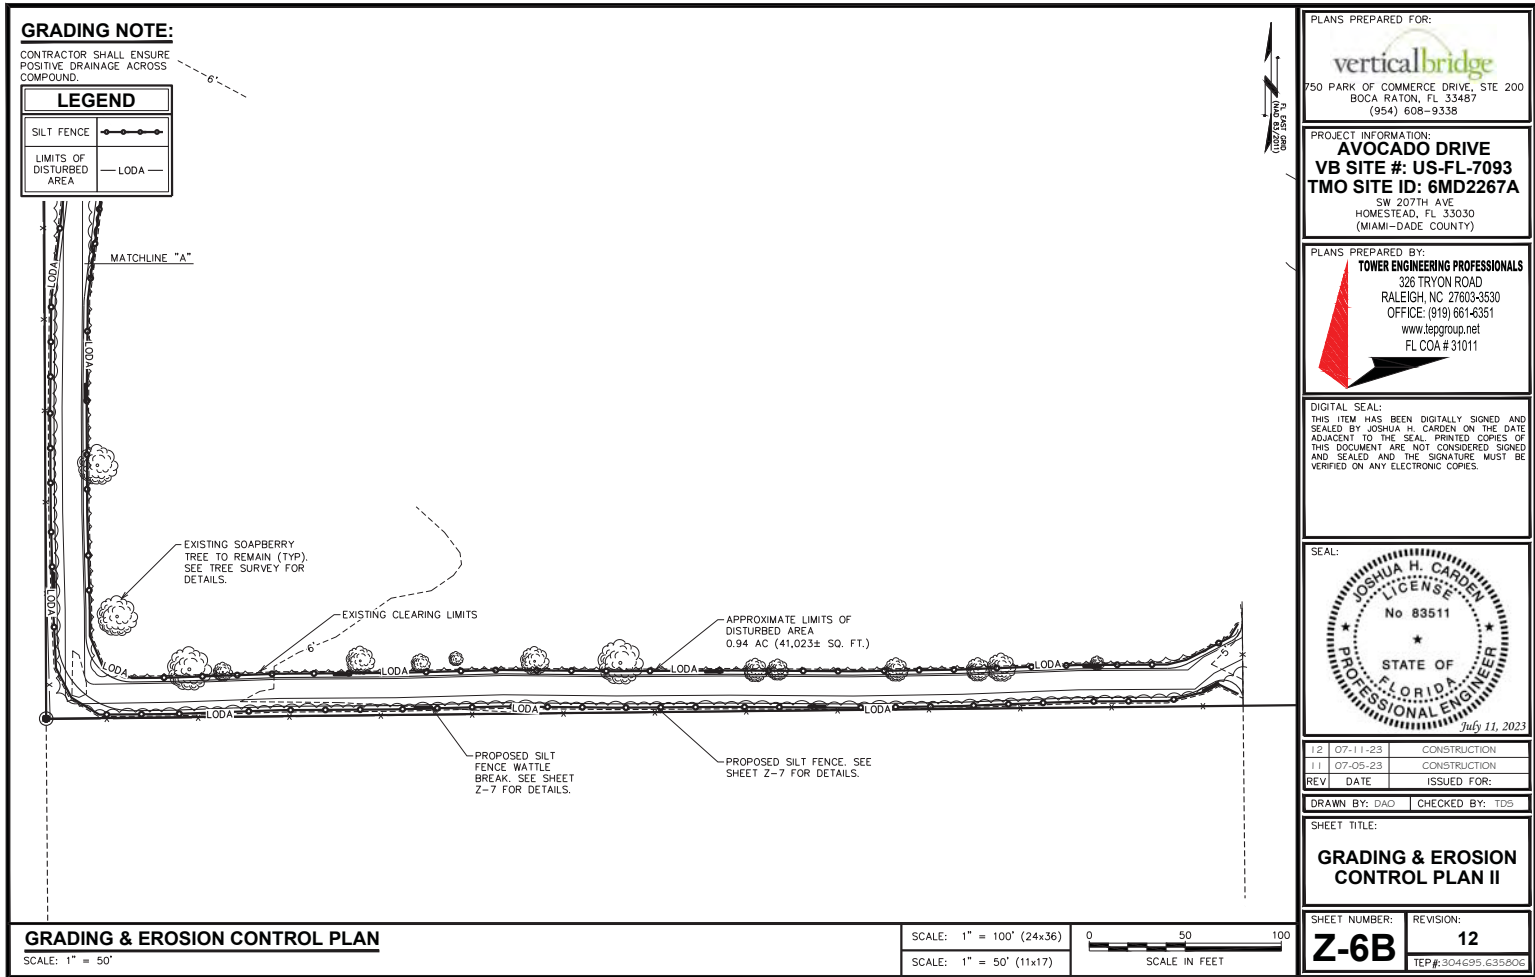 GRADING NOTE:
CONTRACTOR SHALL ENSURE
POSITIVE DRAINAGE ACROSS
COMPOUND.
LEGEND
SILT FENCE
LIMITS OF
DISTURBED
AREA
LODA
6'
FL EAST GRID
(NAD 83/2011)
MATCHLINE "A"
LODA
LODA
LODA
EXISTING SOAPBERRY
TREE TO REMAIN (TYP).
SEE TREE SURVEY FOR
DETAILS.
EXISTING CLEARING LIMITS
6'
APPROXIMATE LIMITS OF
DISTURBED AREA
0.94 AC (41,023± SQ. FT.)
5'
LODA
LODA
LODA
LODA
LODA
LODA
LODA
PROPOSED SILT
FENCE WATTLE
BREAK. SEE SHEET
Z-7 FOR DETAILS.
PROPOSED SILT FENCE. SEE
SHEET Z-7 FOR DETAILS.
GRADING & EROSION CONTROL PLAN
SCALE: 1" = 50'
SCALE: 1" = 100' (24x36)
SCALE: 1" = 50' (11x17)
0 50 100
SCALE IN FEET
PLANS PREPARED FOR:
verticalbridge
750 PARK OF COMMERCE DRIVE, STE 200
BOCA RATON, FL 33487
(954) 608-9338
PROJECT INFORMATION:
AVOCADO DRIVE
VB SITE #: US-FL-7093
TMO SITE ID: 6MD2267A
SW 207TH AVE
HOMESTEAD, FL 33030
(MIAMI-DADE COUNTY)
PLANS PREPARED BY:
TOWER ENGINEERING PROFESSIONALS
326 TRYON ROAD
RALEIGH, NC 27603-3530
OFFICE: (919) 661-6351
www.tepgroup.net
FL COA # 31011
DIGITAL SEAL:
THIS ITEM HAS BEEN DIGITALLY SIGNED AND
SEALED BY JOSHUA H. CARDEN ON THE DATE
ADJACENT TO THE SEAL. PRINTED COPIES OF
THIS DOCUMENT ARE NOT CONSIDERED SIGNED
AND SEALED AND THE SIGNATURE MUST BE
VERIFIED ON ANY ELECTRONIC COPIES.
SEAL:
JOSHUA H. CARDEN
LICENSE
No 83511
STATE OF
FLORIDA
PROFESSIONAL ENGINEER
July 11, 2023
12 07-11-23 CONSTRUCTION
11 07-05-23 CONSTRUCTION
REV DATE ISSUED FOR:
DRAWN BY: DAO CHECKED BY: TDS
SHEET TITLE:
GRADING & EROSION
CONTROL PLAN II
SHEET NUMBER:
Z-6B
REVISION:
12
TEP#:304695.635806